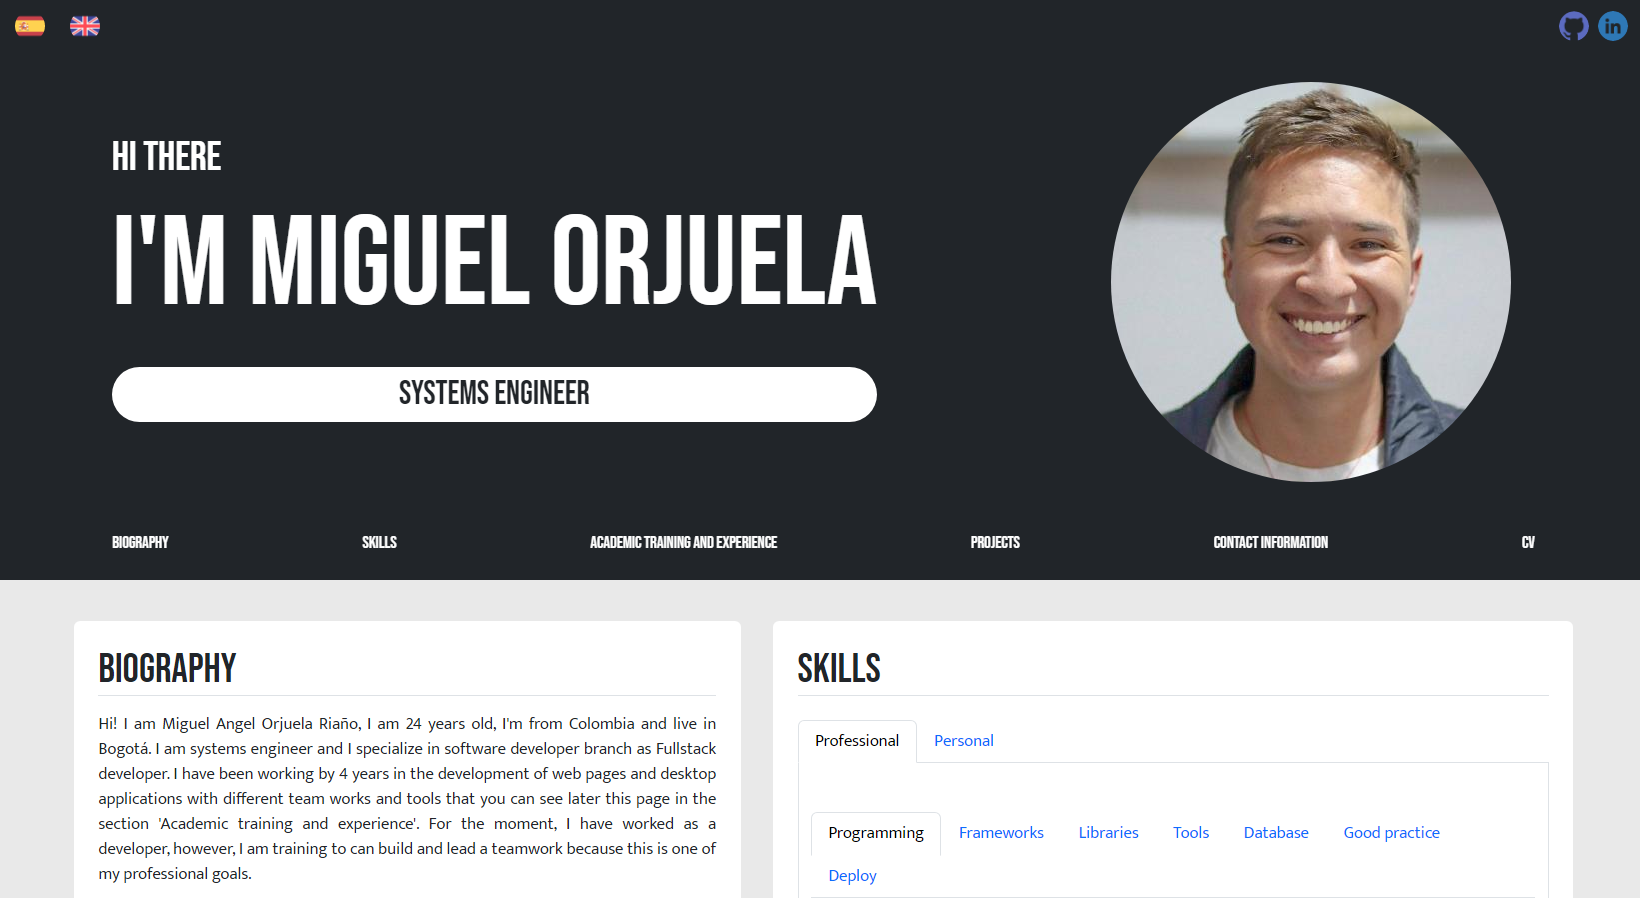 in
HI THERE
I'M MIGUEL ORJUELA
SYSTEMS ENGINEER
BIOGRAPHY SKILLS ACADEMIC TRAINING AND EXPERIENCE PROJECTS CONTACT INFORMATION CV
BIOGRAPHY
Hi! I am Miguel Angel Orjuela Riaño, I am 24 years old, I'm from Colombia and live in
Bogotá. I am systems engineer and I specialize in software developer branch as Fullstack
developer. I have been working by 4 years in the development of web pages and desktop
applications with different team works and tools that you can see later this page in the
section 'Academic training and experience'. For the moment, I have worked as a
developer, however, I am training to can build and lead a teamwork because this is one of
my professional goals.
SKILLS
Professional Personal
Programming Frameworks Libraries Tools Database Good practice
Deploy